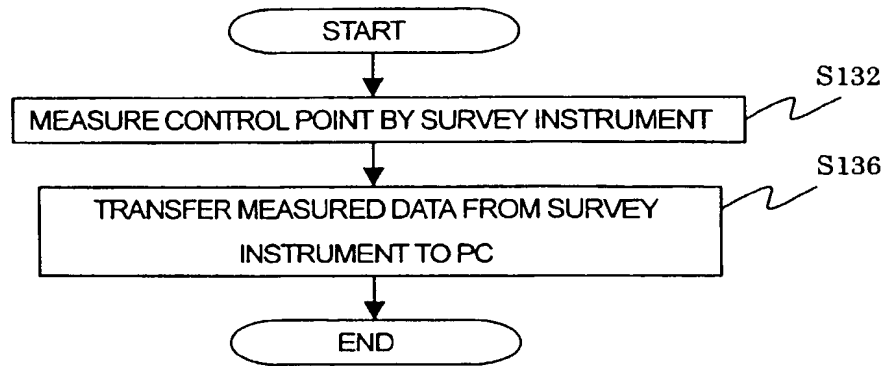 START
S132
MEASURE CONTROL POINT BY SURVEY INSTRUMENT
S136
TRANSFER MEASURED DATA FROM SURVEY
INSTRUMENT TO PC
END